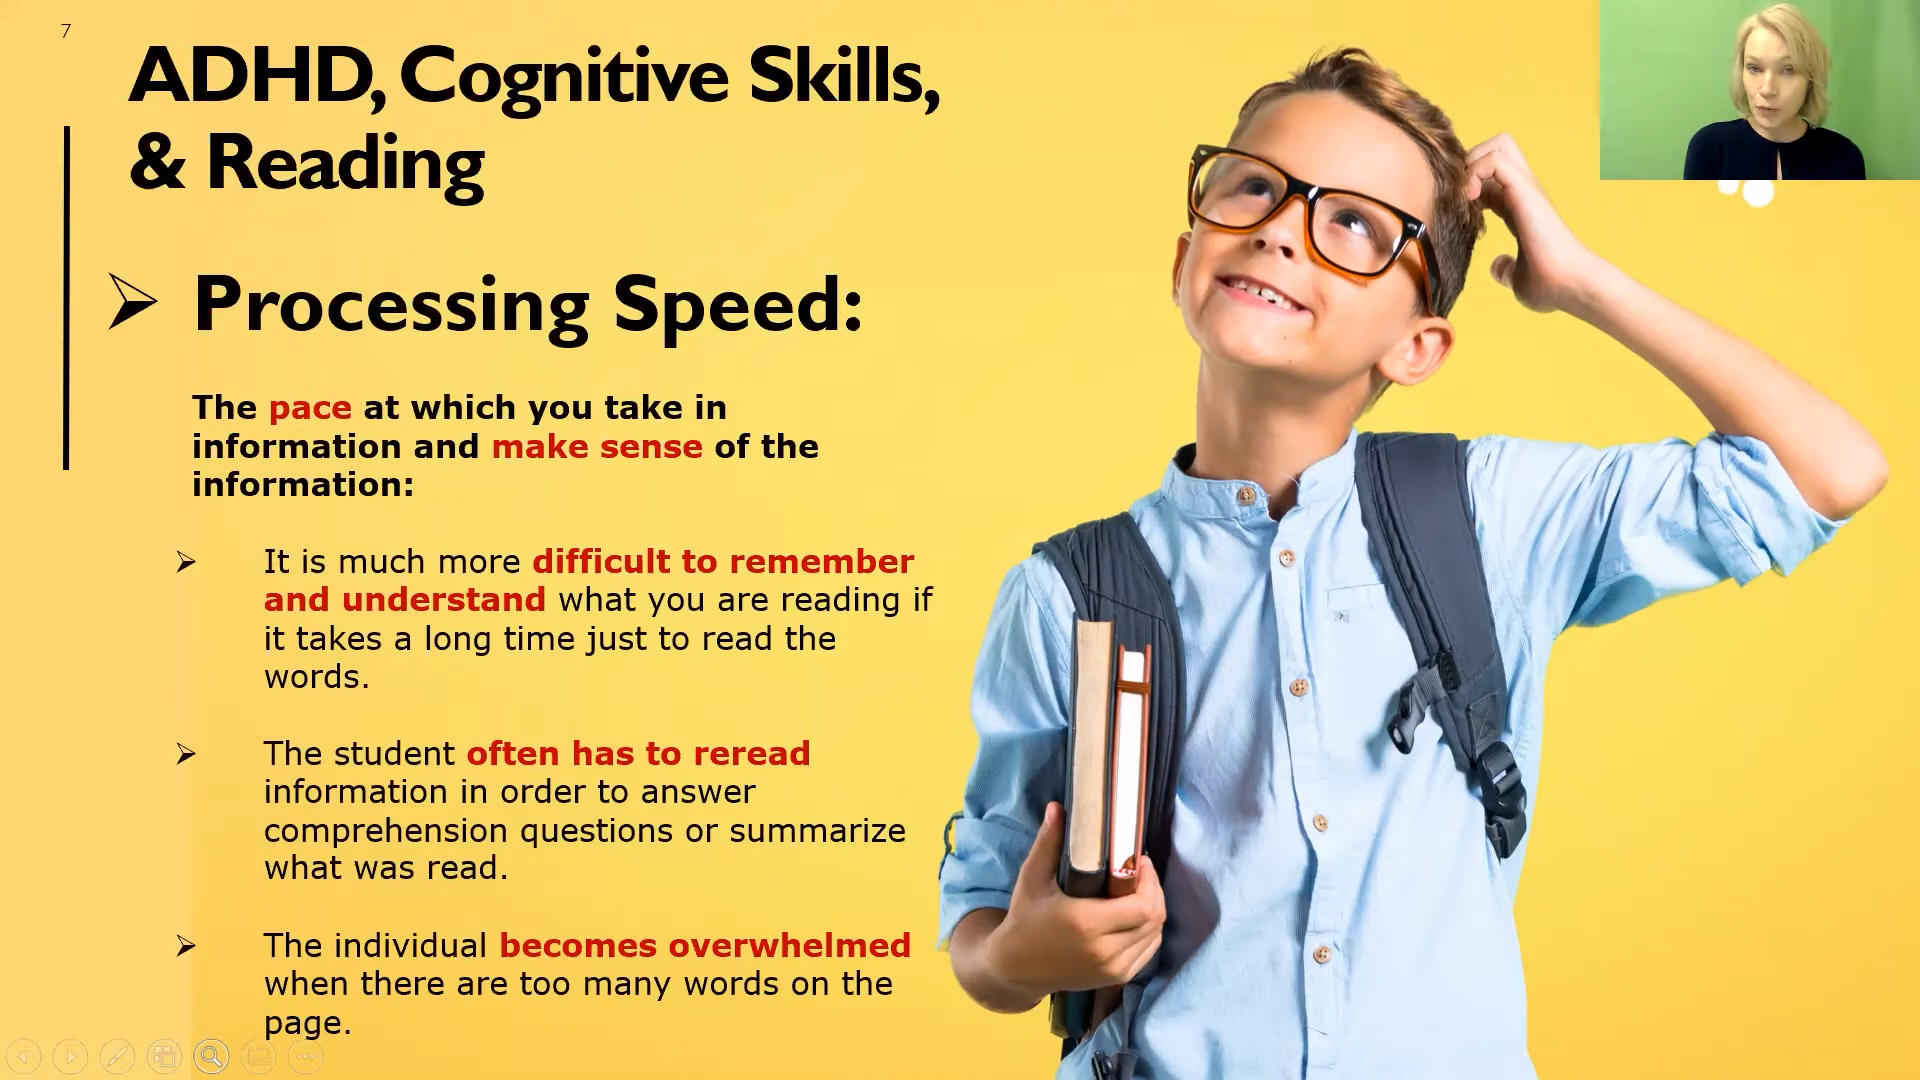 7
ADHD, Cognitive Skills,
& Reading
Processing Speed:
The pace at which you take in
information and make sense of the
information:
It is much more difficult to remember
and understand what you are reading if
it takes a long time just to read the
words.
The student often has to reread
information in order to answer
comprehension questions or summarize
what was read.
The individual becomes overwhelmed
when there are too many words on the
page.